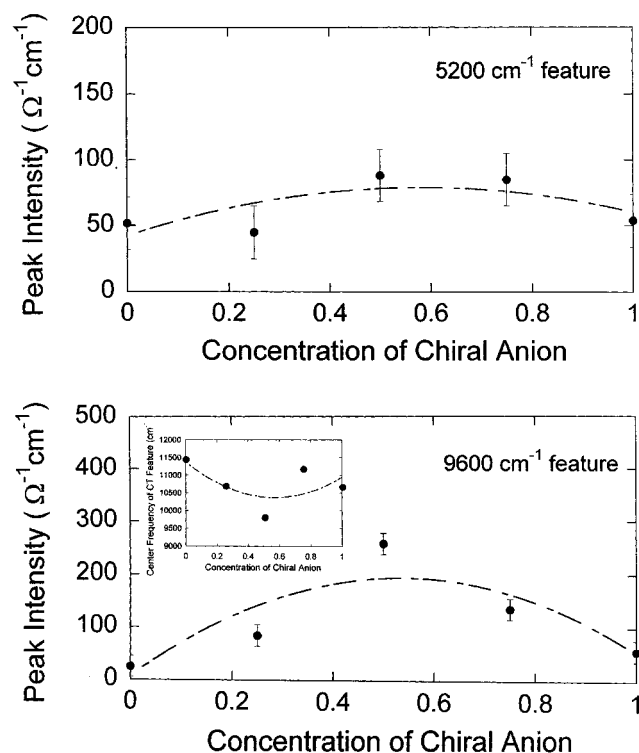 200
150
100
50
0
Peak Intensity ( Ω⁻¹cm⁻¹)
5200 cm⁻¹ feature
0 0.2 0.4 0.6 0.8 1
Concentration of Chiral Anion
500
400
300
200
100
0
Peak Intensity ( Ω⁻¹cm⁻¹)
9600 cm⁻¹ feature
12000
11500
11000
10500
10000
9500
9000
Center Frequency of CT Feature (cm⁻¹
0 0.2 0.4 0.6 0.8 1
Concentration of Chiral Anion
0 0.2 0.4 0.6 0.8 1
Concentration of Chiral Anion